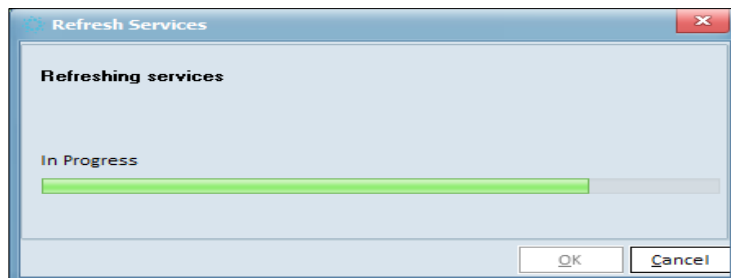 Refresh Services
Refreshing services
In Progress
OK
Cancel